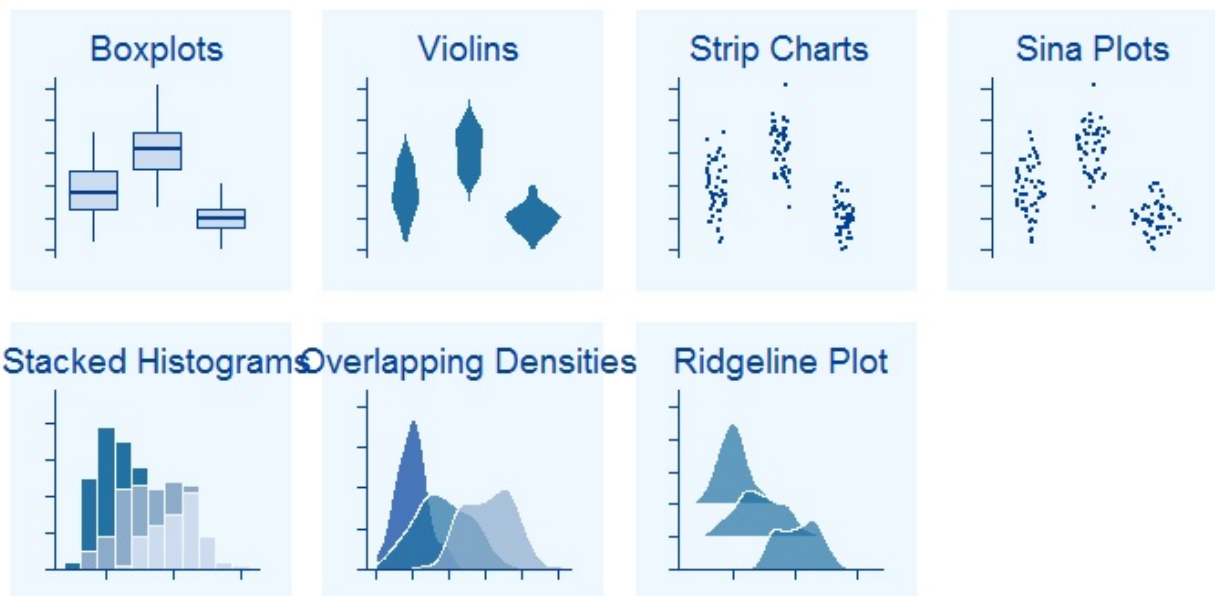 Boxplots
Violins
Strip Charts
Sina Plots
Stacked Histograms
Overlapping Densities
Ridgeline Plot